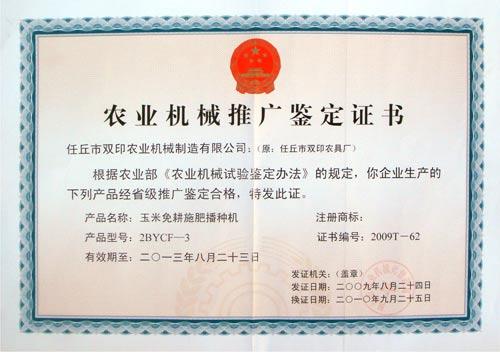 农业机械推广鉴定证书
任丘市双印农业机械制造有限公司：（原：任丘市双印农具厂）
根据农业部《农业机械试验鉴定办法》的规定，你企业生产的
下列产品经省级推广鉴定合格，特发此证。
产品名称：玉米免耕施肥播种机 注册商标：
产品型号：2BYCF—3 证书编号：2009T—62
有效期至：二〇一三年八月二十三日
发证机关：（盖章）
发证日期：二〇〇九年八月二十四日
换证日期：二〇一〇年九月二十五日